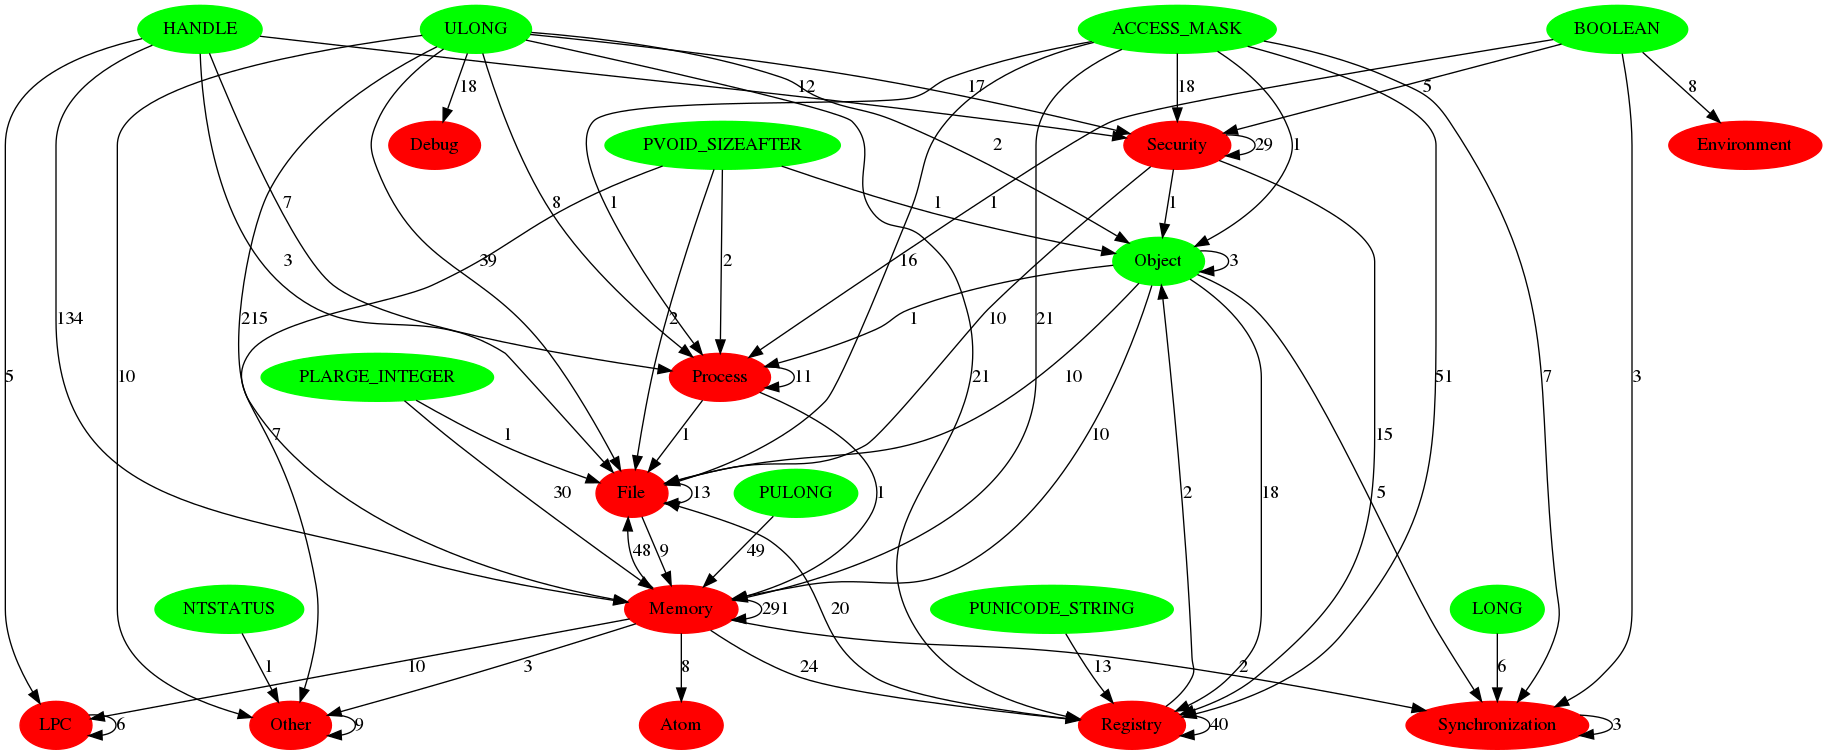 HANDLE ULONG ACCESS_MASK BOOLEAN
18 12 17 18 5 8
Debug PVOID_SIZEAFTER Security 29 Environment
7 8 1 2 1 1 1 1
3 39 2 16 Object 3
134 215 2 1 10 21
5 10 PLARGE_INTEGER Process 11 21 10 51 7 3
7 1 1 10 15
30 File 13 PULONG 1 2 18 5
48 9 49
NTSTATUS Memory 291 20 PUNICODE_STRING LONG
1 10 3 8 24 13 2 6
LPC 6 Other 9 Atom Registry 40 Synchronization 3